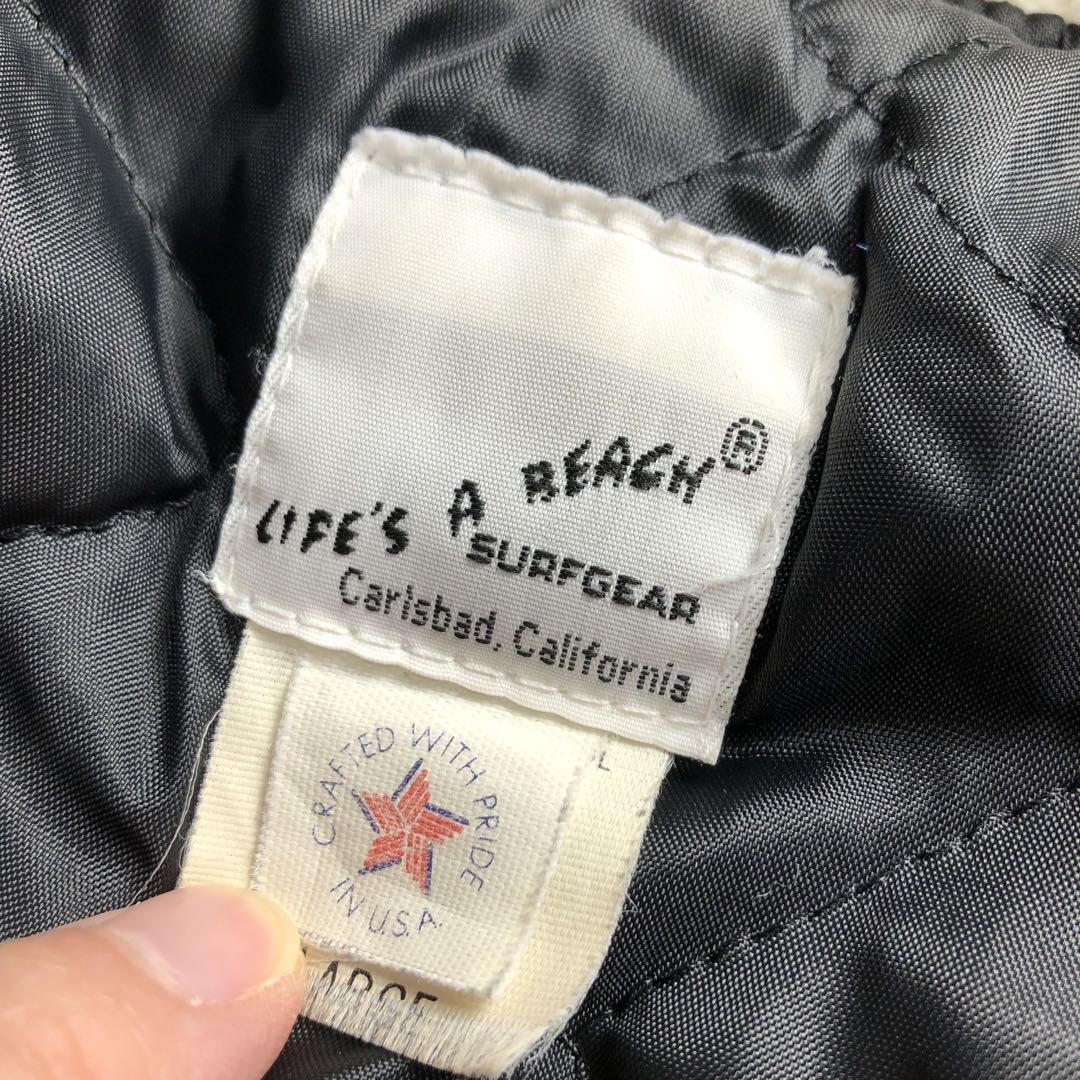 LIFE'S A BEACH®
SURFGEAR
Carlsbad, California
L
CRAFTED WITH PRIDE
IN U.S.A.